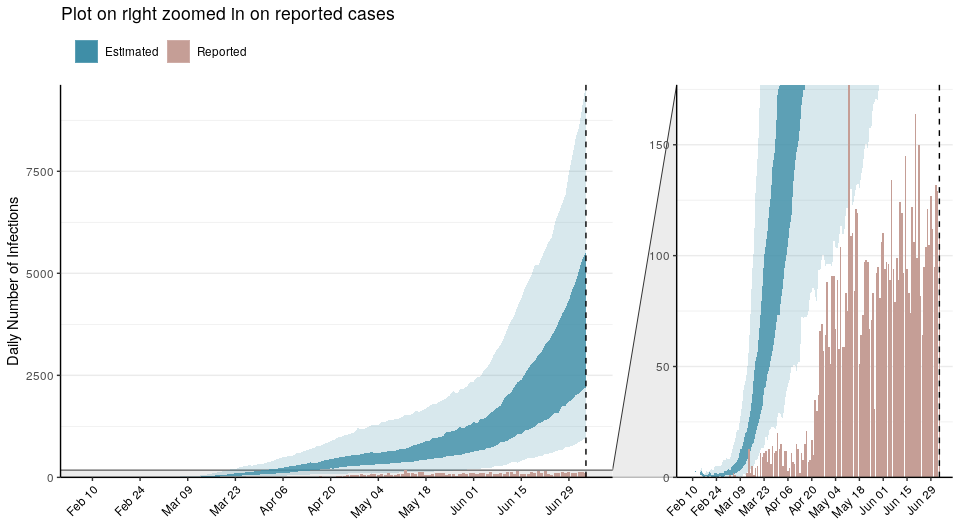 Plot on right zoomed in on reported cases
Estimated Reported
Daily Number of Infections
7500
5000
2500
0
Feb 10 Feb 24 Mar 09 Mar 23 Apr 06 Apr 20 May 04 May 18 Jun 01 Jun 15 Jun 29
150
100
50
0
Feb 10 Feb 24 Mar 09 Mar 23 Apr 06 Apr 20 May 04 May 18 Jun 01 Jun 15 Jun 29